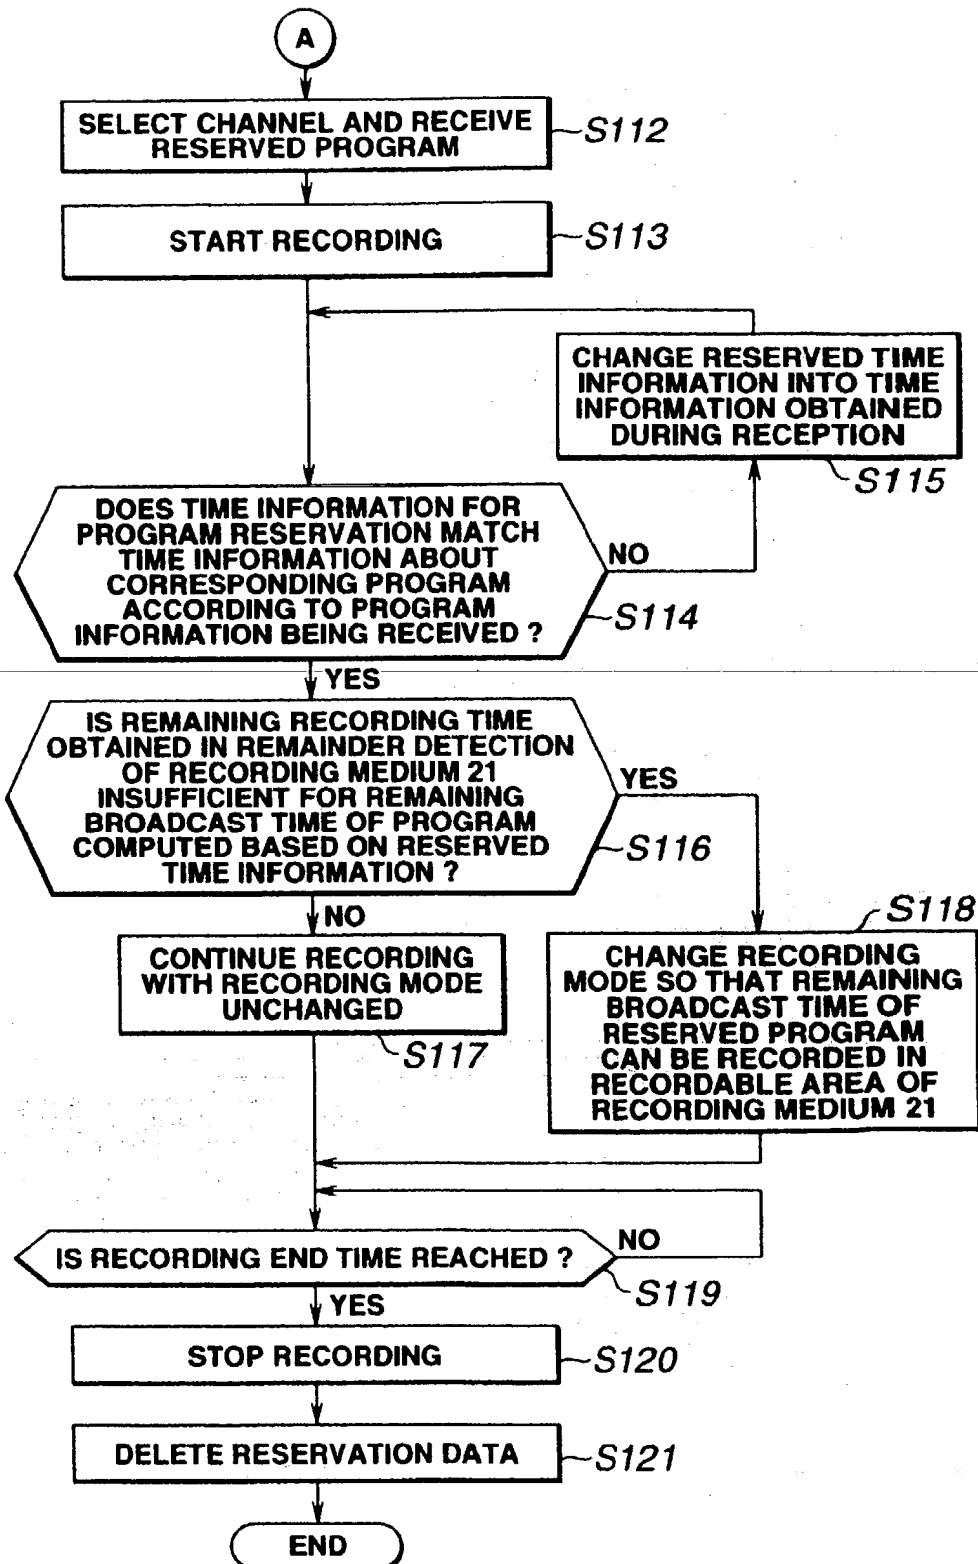 A
SELECT CHANNEL AND RECEIVE
RESERVED PROGRAM
S112
START RECORDING
S113
CHANGE RESERVED TIME
INFORMATION INTO TIME
INFORMATION OBTAINED
DURING RECEPTION
S115
DOES TIME INFORMATION FOR
PROGRAM RESERVATION MATCH
TIME INFORMATION ABOUT
CORRESPONDING PROGRAM
ACCORDING TO PROGRAM
INFORMATION BEING RECEIVED ?
NO
S114
YES
IS REMAINING RECORDING TIME
OBTAINED IN REMAINDER DETECTION
OF RECORDING MEDIUM 21
INSUFFICIENT FOR REMAINING
BROADCAST TIME OF PROGRAM
COMPUTED BASED ON RESERVED
TIME INFORMATION ?
YES
S116
NO
CONTINUE RECORDING
WITH RECORDING MODE
UNCHANGED
S117
S118
CHANGE RECORDING
MODE SO THAT REMAINING
BROADCAST TIME OF
RESERVED PROGRAM
CAN BE RECORDED IN
RECORDABLE AREA OF
RECORDING MEDIUM 21
IS RECORDING END TIME REACHED ?
NO
S119
YES
STOP RECORDING
S120
DELETE RESERVATION DATA
S121
END